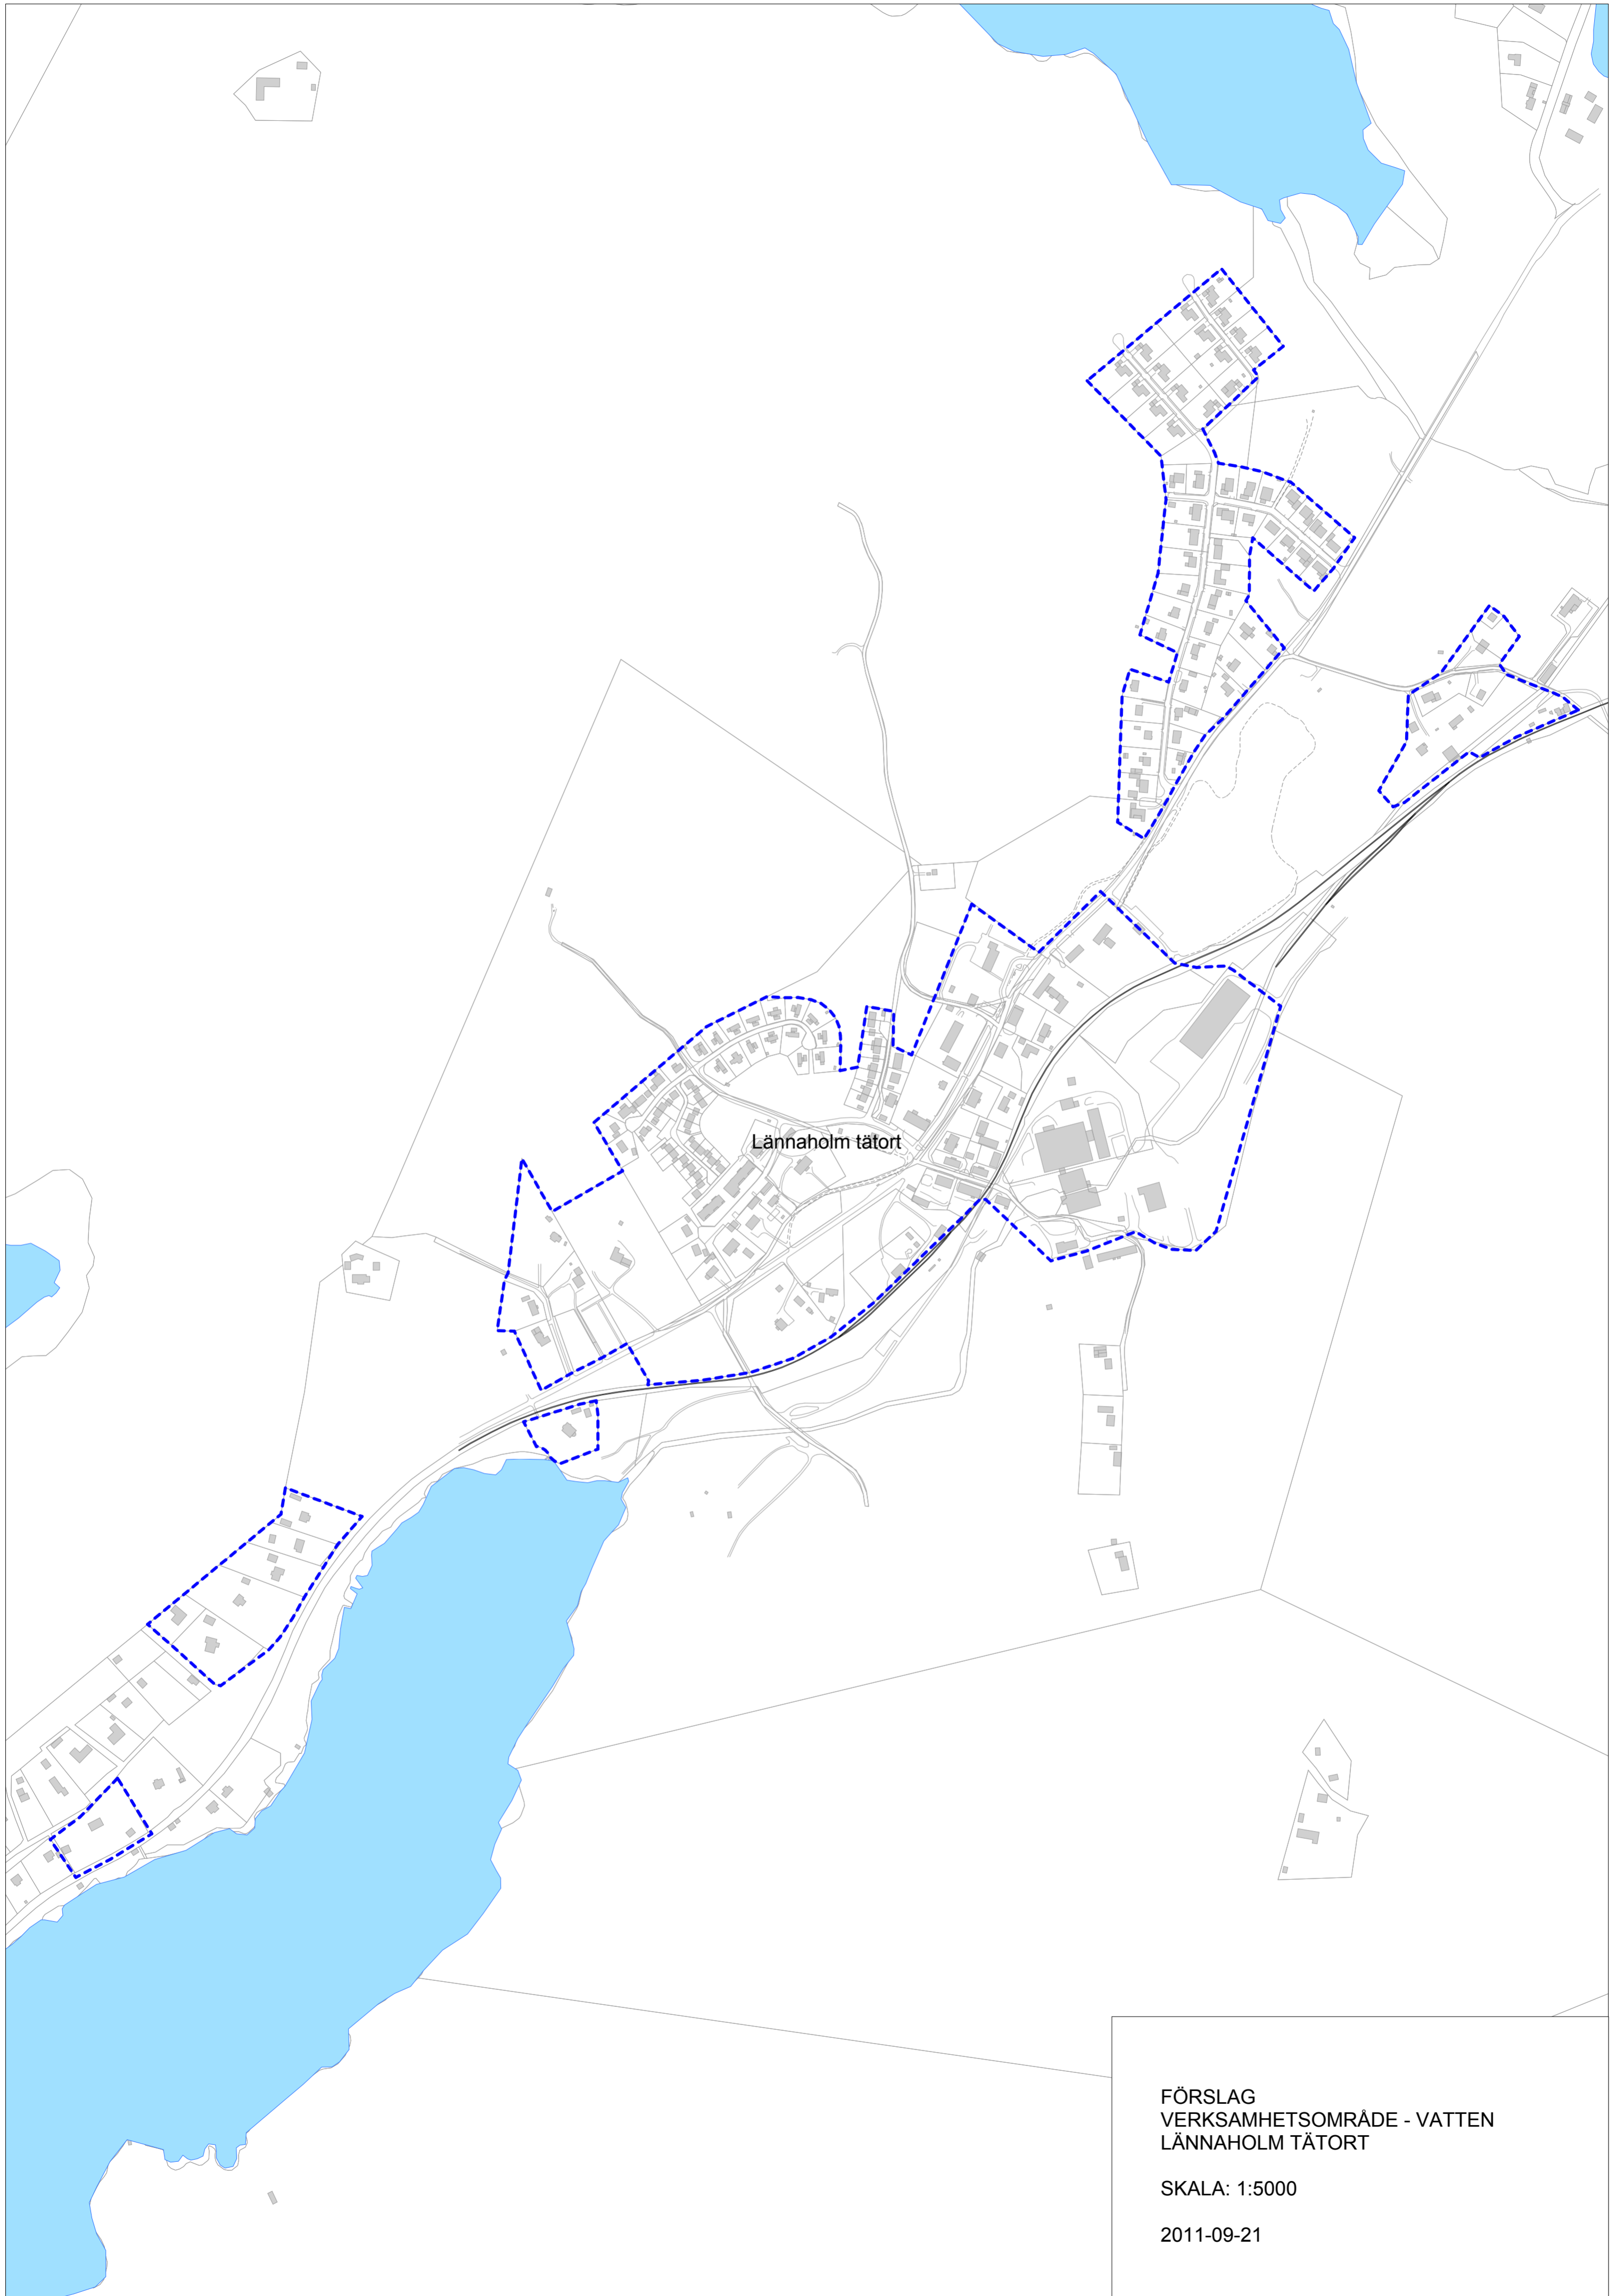 Lännaholm tätort
FÖRSLAG
VERKSAMHETSOMRÅDE - VATTEN
LÄNNAHOLM TÄTORT
SKALA: 1:5000
2011-09-21